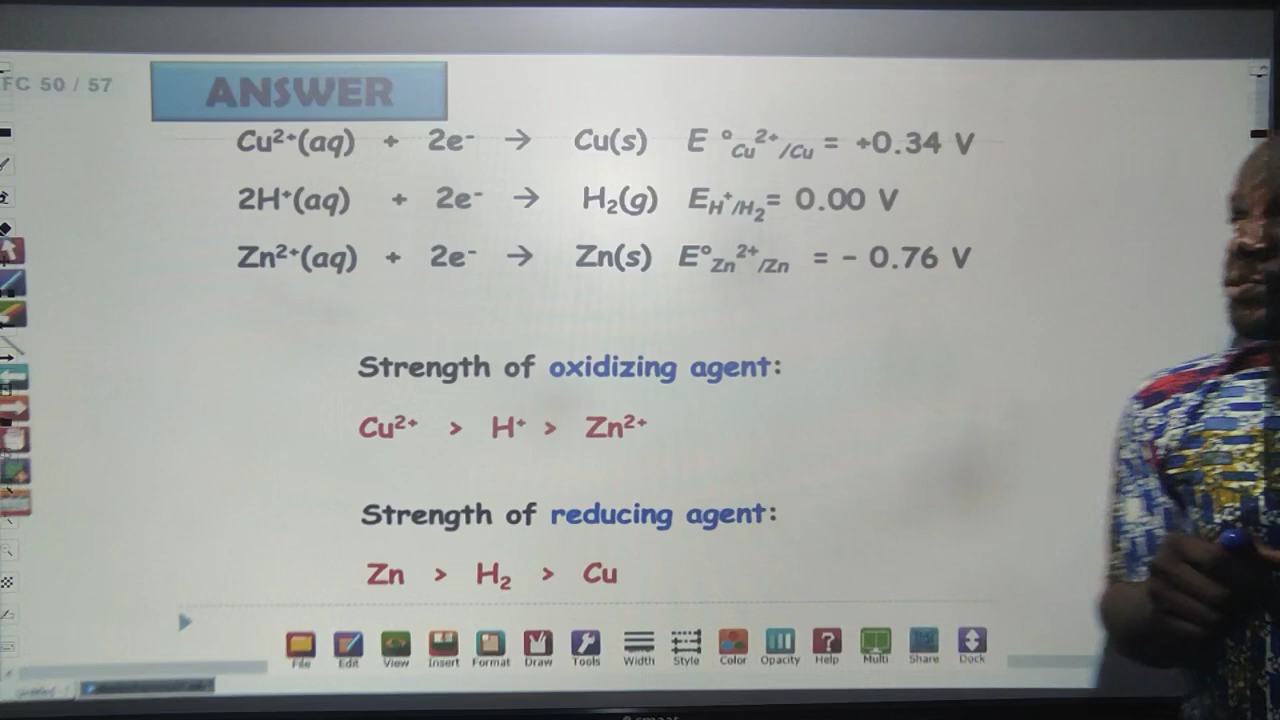 FC 50 / 57
ANSWER
Cu²⁺(aq) + 2e⁻ → Cu(s) E °Cu²⁺/Cu = +0.34 V
2H⁺(aq) + 2e⁻ → H₂(g) EH⁺/H₂= 0.00 V
Zn²⁺(aq) + 2e⁻ → Zn(s) E°Zn²⁺/Zn = - 0.76 V
Strength of oxidizing agent:
Cu²⁺ > H⁺ > Zn²⁺
Strength of reducing agent:
Zn > H₂ > Cu
File Edit View Insert Format Draw Tools Width Style Color Opacity Help Multi Share Dock